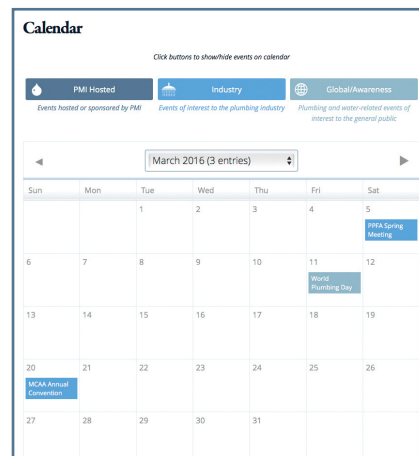 Calendar
Click buttons to show/hide events on calendar
PMI Hosted
Industry
Global/Awareness
Events hosted or sponsored by PMI
Events of interest to the plumbing industry
Plumbing and water-related events of
interest to the general public
March 2016 (3 entries)
Sun Mon Tue Wed Thu Fri Sat
1 2 3 4 5
PPFA Spring
Meeting
6 7 8 9 10 11 12
World
Plumbing Day
13 14 15 16 17 18 19
20 21 22 23 24 25 26
MCAA Annual
Convention
27 28 29 30 31